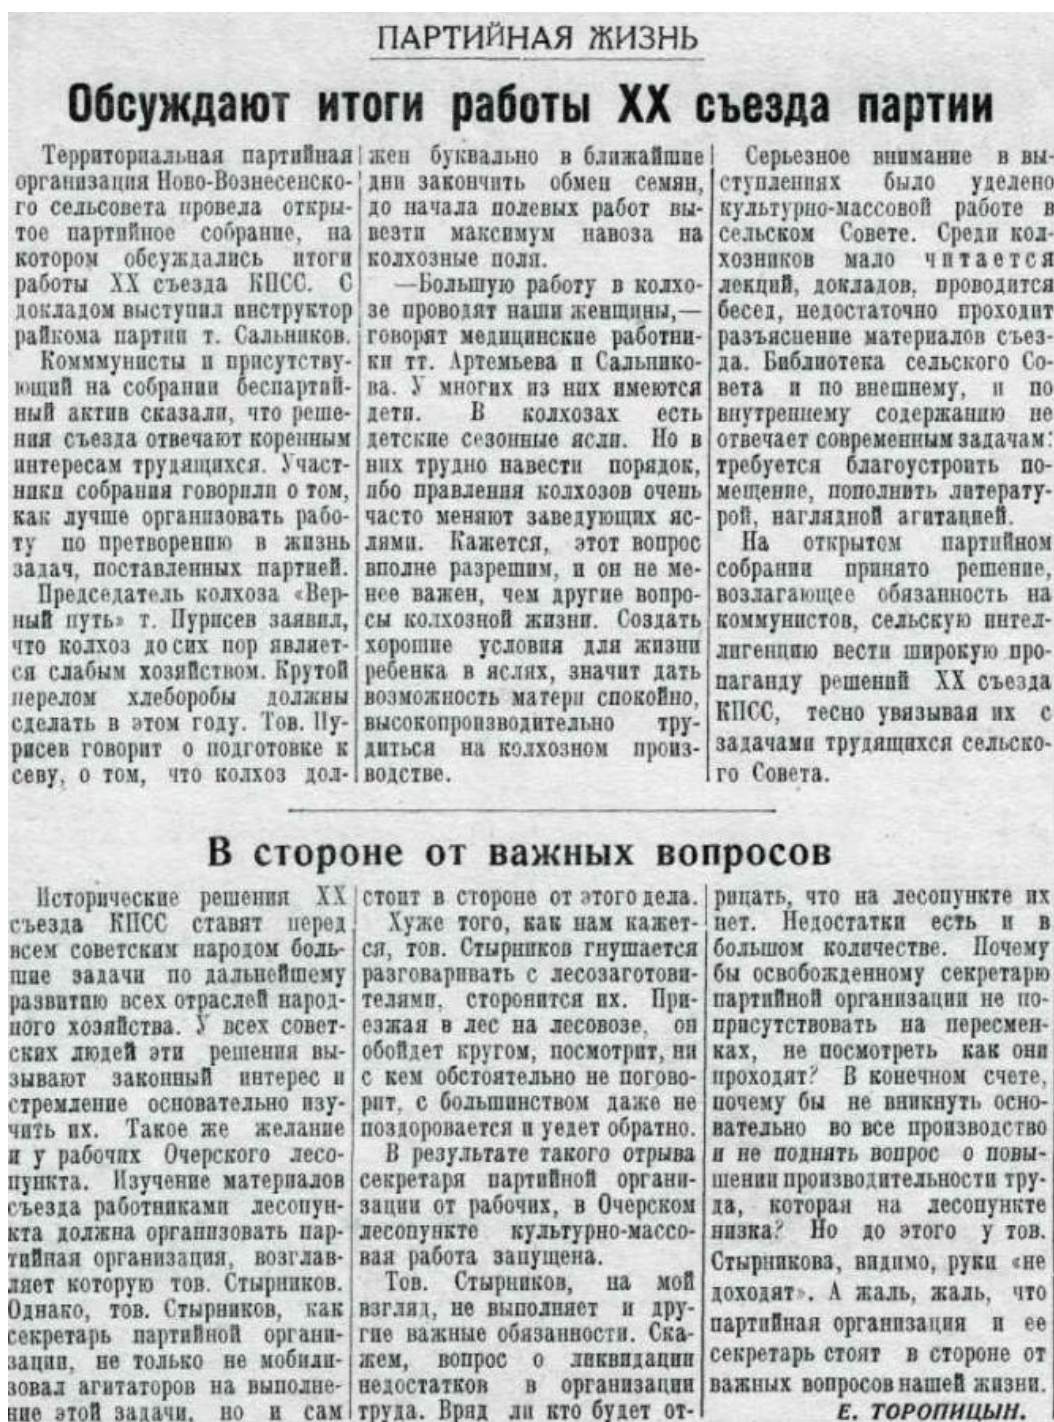 ПАРТИЙНАЯ ЖИЗНЬ
Обсуждают итоги работы XX съезда партии
Территориальная партийная
организация Ново-Вознесенско-
го сельсовета провела откры-
тое партийное собрание, на
котором обсуждались итоги
работы XX съезда КПСС. С
докладом выступил инструктор
райкома партии т. Сальников.
Комммунисты и присутству-
ющий на собрании беспартий-
ный актив сказали, что реше-
ния съезда отвечают коренным
интересам трудящихся. Участ-
ники собрания говорили о том,
как лучше организовать рабо-
ту по претворению в жизнь
задач, поставленных партией.
Председатель колхоза «Вер-
ный путь» т. Пурисев заявил,
что колхоз до сих пор являет-
ся слабым хозяйством. Крутой
перелом хлеборобы должны
сделать в этом году. Тов. Пу-
рисев говорит о подготовке к
севу, о том, что колхоз дол-
жен буквально в ближайшие
дни закончить обмен семян,
до начала полевых работ вы-
везти максимум навоза на
колхозные поля.
—Большую работу в колхо-
зе проводят наши женщины,—
говорят медицинские работни-
ки тт. Артемьева и Сальнико-
ва. У многих из них имеются
дети. В колхозах есть
детские сезонные ясли. Но в
них трудно навести порядок,
ибо правления колхозов очень
часто меняют заведующих яс-
лями. Кажется, этот вопрос
вполне разрешим, и он не ме-
нее важен, чем другие вопро-
сы колхозной жизни. Создать
хорошие условия для жизни
ребенка в яслях, значит дать
возможность матери спокойно,
высокопроизводительно тру-
диться на колхозном произ-
водстве.
Серьезное внимание в вы-
ступлениях было уделено
культурно-массовой работе в
сельском Совете. Среди кол-
хозников мало читается
лекций, докладов, проводится
бесед, недостаточно проходит
разъяснение материалов съез-
да. Библиотека сельского Со-
вета и по внешнему, и по
внутреннему содержанию не
отвечает современным задачам:
требуется благоустроить по-
мещение, пополнить литерату-
рой, наглядной агитацией.
На открытом партийном
собрании принято решение,
возлагающее обязанность на
коммунистов, сельскую интел-
лигенцию вести широкую про-
паганду решений XX съезда
КПСС, тесно увязывая их с
задачами трудящихся сельско-
го Совета.
В стороне от важных вопросов
Исторические решения XX
съезда КПСС ставят перед
всем советским народом боль-
шие задачи по дальнейшему
развитию всех отраслей народ-
ного хозяйства. У всех совет-
ских людей эти решения вы-
зывают законный интерес и
стремление основательно изу-
чить их. Такое же желание
и у рабочих Очерского лесо-
пункта. Изучение материалов
съезда работниками лесопун-
кта должна организовать пар-
тийная организация, возглав-
ляет которую тов. Стырников.
Однако, тов. Стырников, как
секретарь партийной органи-
зации, не только не мобили-
зовал агитаторов на выполне-
ние этой задачи, но и сам
стоит в стороне от этого дела.
Хуже того, как нам кажет-
ся, тов. Стырников гнушается
разговаривать с лесозаготови-
телями, сторонится их. При-
езжая в лес на лесовозе, он
обойдет кругом, посмотрит, ни
с кем обстоятельно не погово-
рит, с большинством даже не
поздоровается и уедет обратно.
В результате такого отрыва
секретаря партийной органи-
зации от рабочих, в Очерском
лесопункте культурно-массо-
вая работа запущена.
Тов. Стырников, на мой
взгляд, не выполняет и дру-
гие важные обязанности. Ска-
жем, вопрос о ликвидации
недостатков в организации
труда. Вряд ли кто будет от-
рицать, что на лесопункте их
нет. Недостатки есть и в
большом количестве. Почему
бы освобожденному секретарю
партийной организации не по-
присутствовать на пересмен-
ках, не посмотреть как они
проходят? В конечном счете,
почему бы не вникнуть осно-
вательно во все производство
и не поднять вопрос о повы-
шении производительности тру-
да, которая на лесопункте
низка? Но до этого у тов.
Стырникова, видимо, руки «не
доходят». А жаль, жаль, что
партийная организация и ее
секретарь стоят в стороне от
важных вопросов нашей жизни.
Е. ТОРОПИЦЫН.